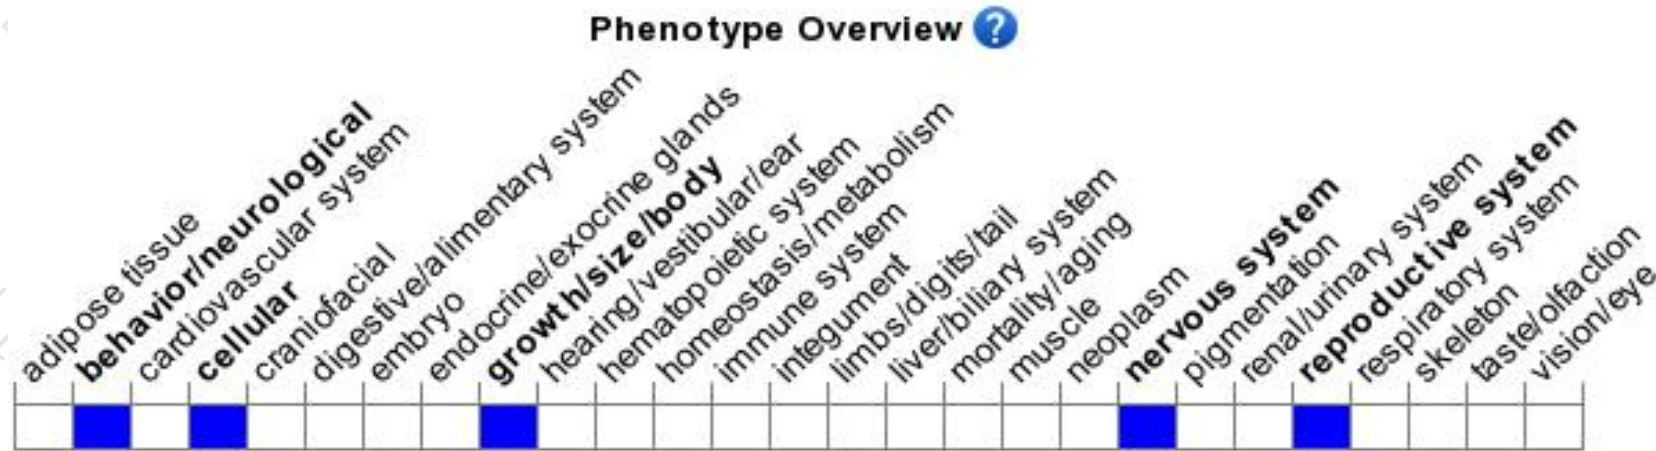 Phenotype Overview ?
adipose tissue
behavior/neurological
cardiovascular system
cellular
craniofacial
digestive/alimentary system
embryo
endocrine/exocrine glands
growth/size/body
hearing/vestibular/ear
hematopoietic system
homeostasis/metabolism
immune system
integument
limbs/digits/tail
liver/biliary system
mortality/aging
muscle
neoplasm
nervous system
pigmentation
renal/urinary system
reproductive system
respiratory system
skeleton
taste/olfaction
vision/eye